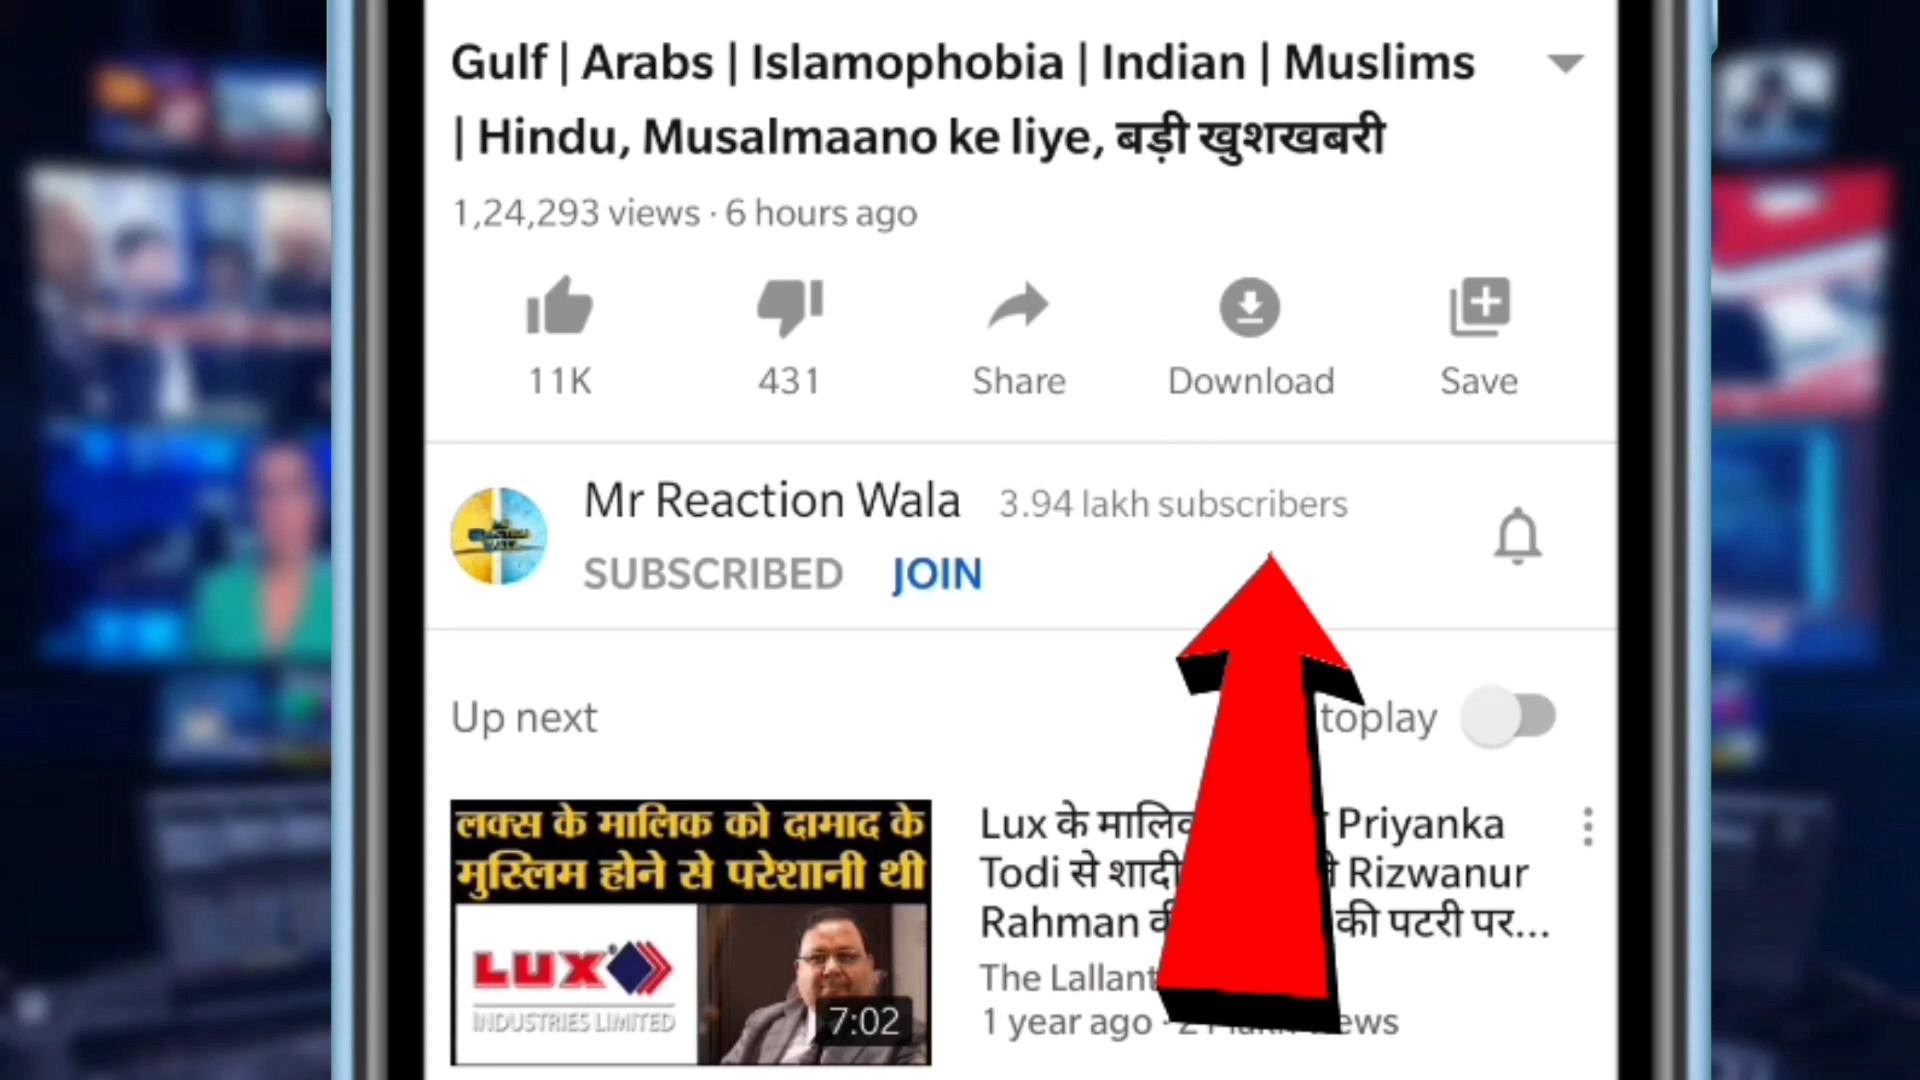 Gulf | Arabs | Islamophobia | Indian | Muslims
| Hindu, Musalmaano ke liye, बड़ी खुशखबरी
1,24,293 views · 6 hours ago
11K
431
Share
Download
Save
Mr Reaction Wala 3.94 lakh subscribers
SUBSCRIBED JOIN
Up next
toplay
लक्स के मालिक को दामाद के
मुस्लिम होने से परेशानी थी
LUX
INDUSTRIES LIMITED
7:02
Lux के Priyanka
Todi से Rizwanur
Rahman की पटरी पर...
The
1 year ago ·